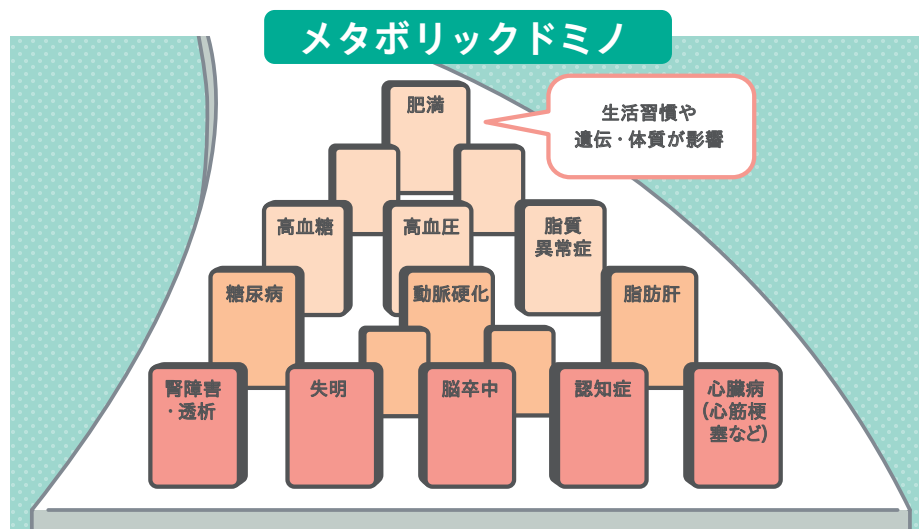 メタボリックドミノ
肥満
生活習慣や
遺伝・体質が影響
高血糖
高血圧
脂質
異常症
糖尿病
動脈硬化
脂肪肝
腎障害
・透析
失明
脳卒中
認知症
心臓病
(心筋梗
塞など)